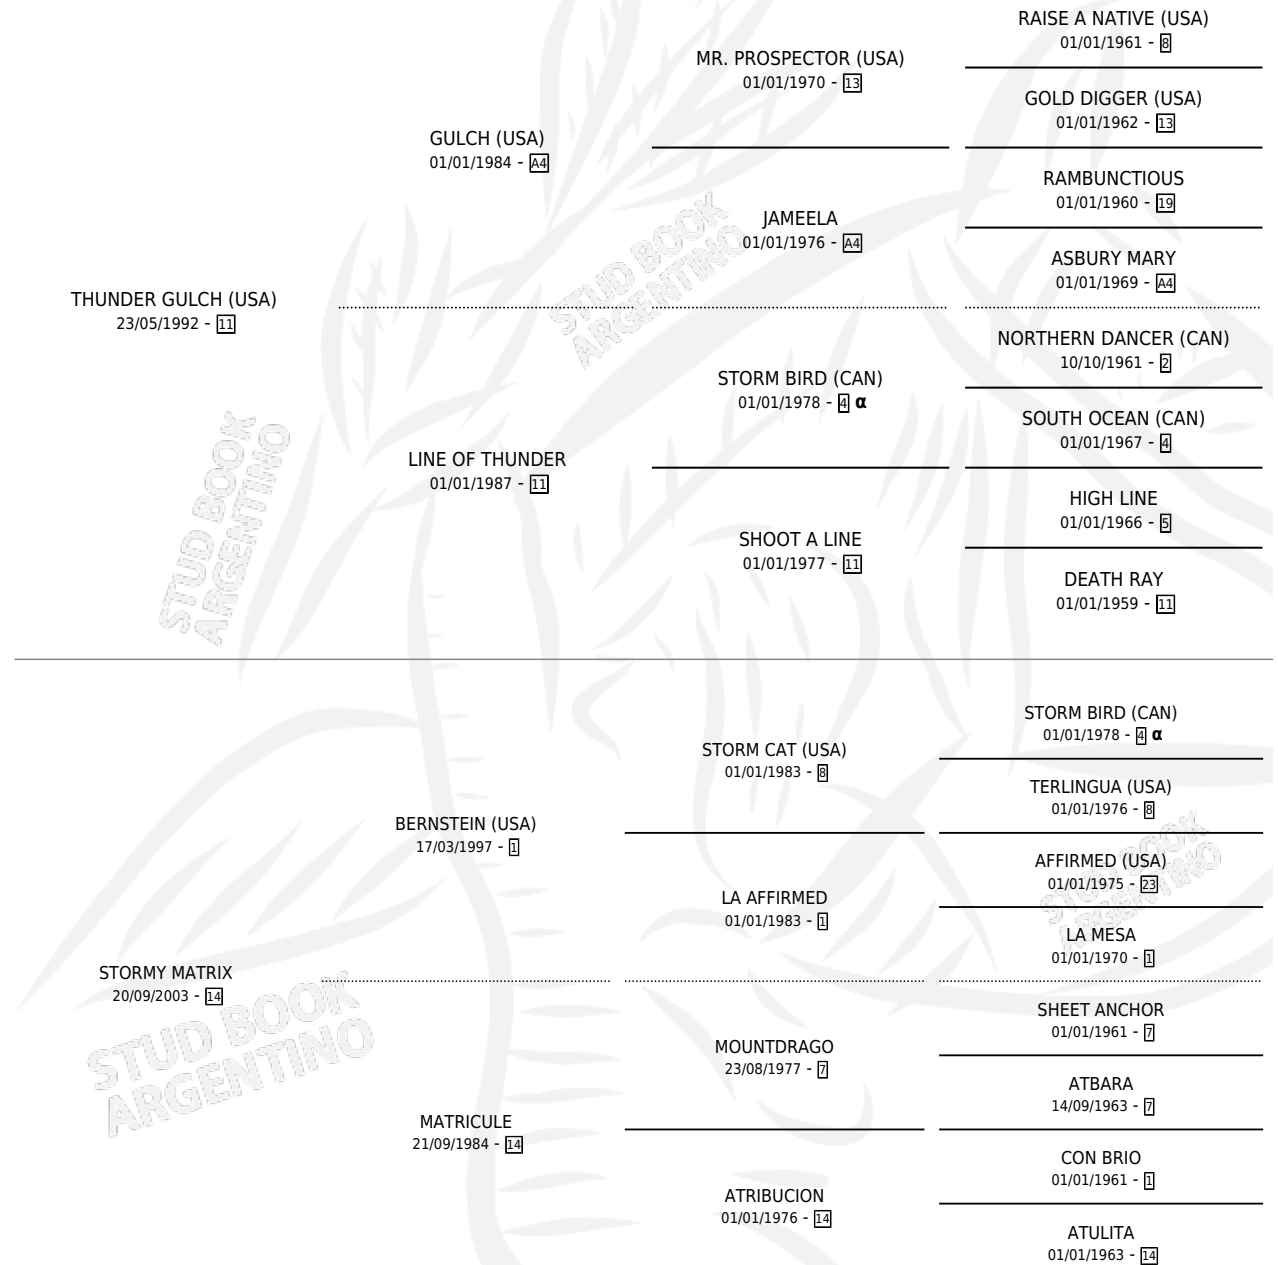 RAISE A NATIVE (USA)
01/01/1961 - 8
MR. PROSPECTOR (USA)
01/01/1970 - 13
GOLD DIGGER (USA)
01/01/1962 - 13
GULCH (USA)
01/01/1984 - A4
RAMBUNCTIOUS
01/01/1960 - 19
JAMEELA
01/01/1976 - A4
ASBURY MARY
01/01/1969 - A4
THUNDER GULCH (USA)
23/05/1992 - 11
NORTHERN DANCER (CAN)
10/10/1961 - 2
STORM BIRD (CAN)
01/01/1978 - 4 α
SOUTH OCEAN (CAN)
01/01/1967 - 4
LINE OF THUNDER
01/01/1987 - 11
HIGH LINE
01/01/1966 - 5
SHOOT A LINE
01/01/1977 - 11
DEATH RAY
01/01/1959 - 11
STORM BIRD (CAN)
01/01/1978 - 4 α
STORM CAT (USA)
01/01/1983 - 8
TERLINGUA (USA)
01/01/1976 - 8
BERNSTEIN (USA)
17/03/1997 - 1
AFFIRMED (USA)
01/01/1975 - 23
LA AFFIRMED
01/01/1983 - 1
LA MESA
01/01/1970 - 1
STORMY MATRIX
20/09/2003 - 14
SHEET ANCHOR
01/01/1961 - 7
MOUNTDRAGO
23/08/1977 - 7
ATBARA
14/09/1963 - 7
MATRICULE
21/09/1984 - 14
CON BRIO
01/01/1961 - 1
ATRIBUCION
01/01/1976 - 14
ATULITA
01/01/1963 - 14
STUD BOOK
ARGENTINO
STUD BOOK
ARGENTINO
STUD BOOK
ARGENTINO
STUD BOOK
ARGENTINO